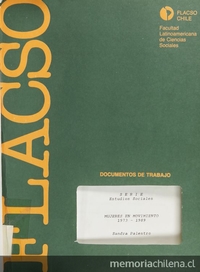 FLACSO
FLACSO
CHILE
Facultad
Latinoamericana
de Ciencias
Sociales
DOCUMENTOS DE TRABAJO
SERIE
Estudios Sociales
MUJERES EN MOVIMIENTO
1973 - 1989
Sandra Palestro
memoriachilena.cl